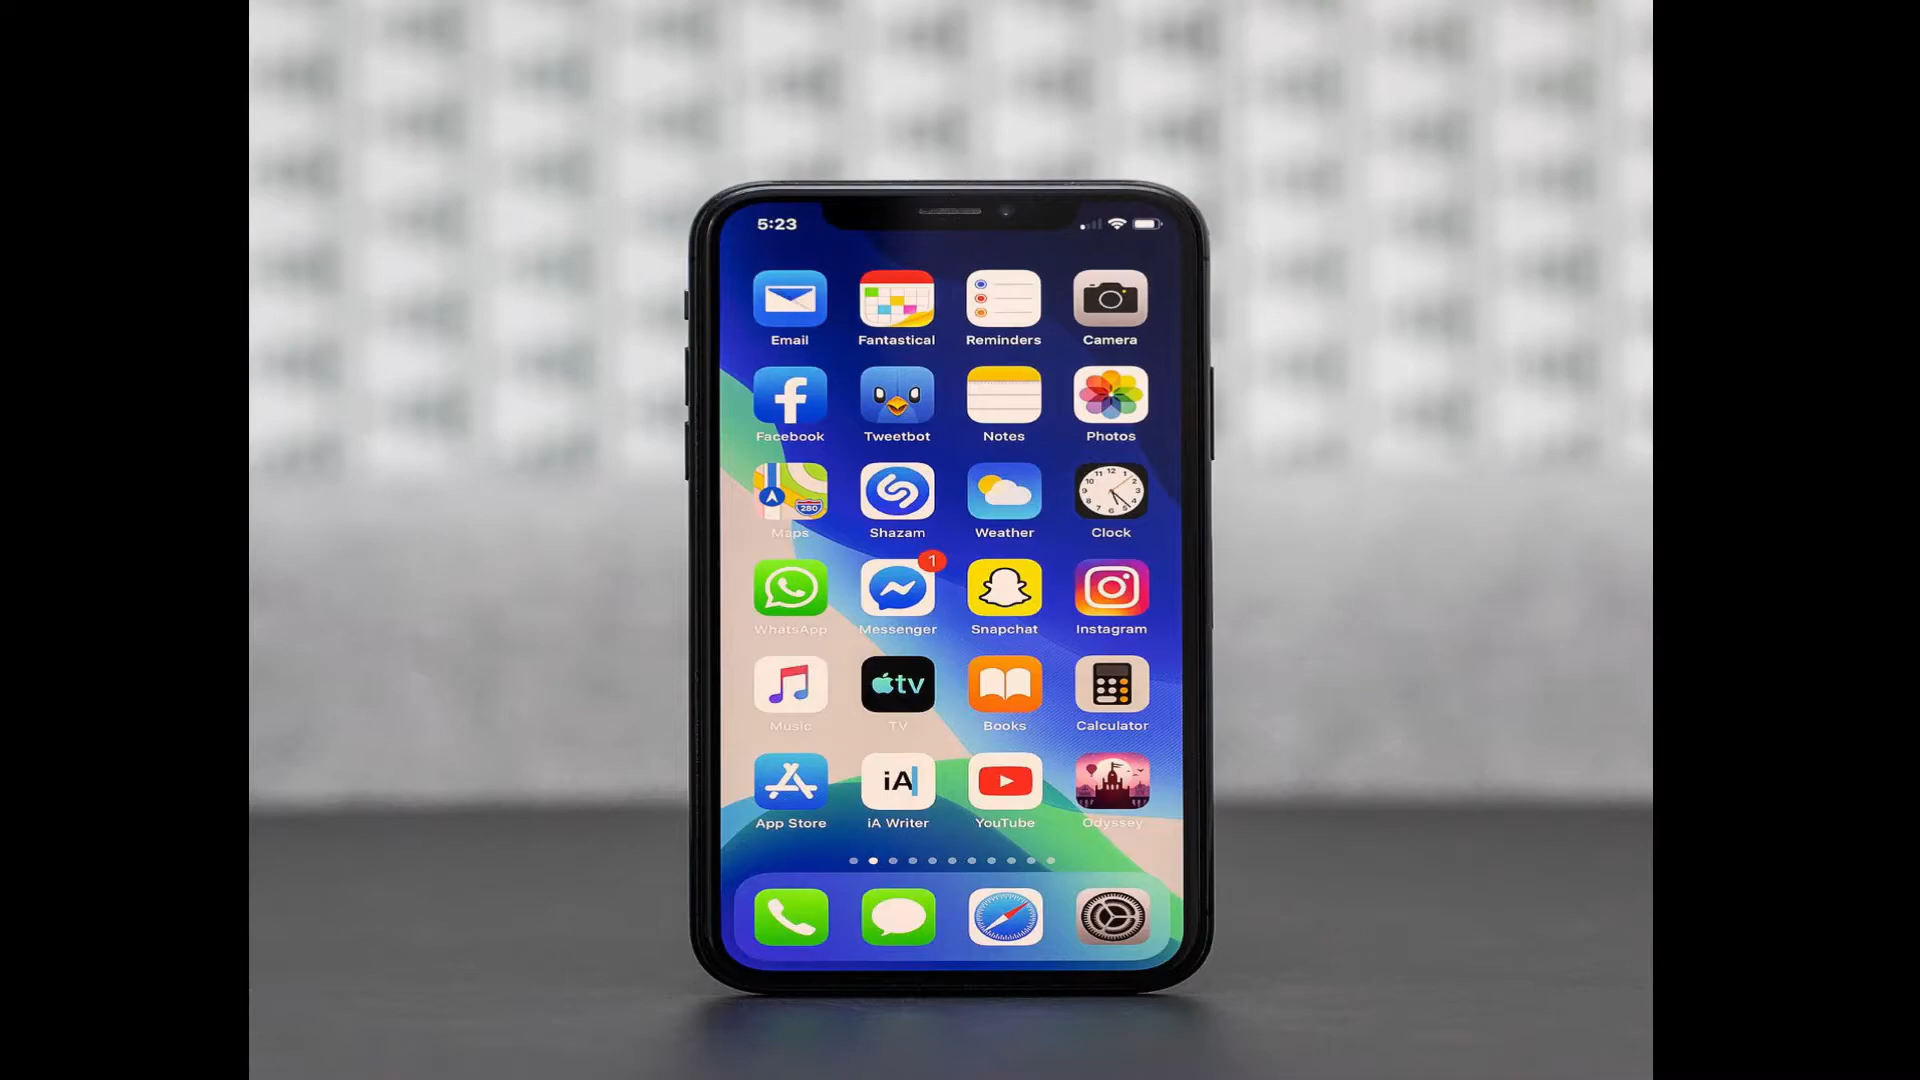 5:23
Email Fantastical Reminders Camera
Facebook Tweetbot Notes Photos
280
Maps Shazam Weather Clock
1
WhatsApp Messenger Snapchat Instagram
tv
Music TV Books Calculator
iA
App Store iA Writer YouTube Odyssey